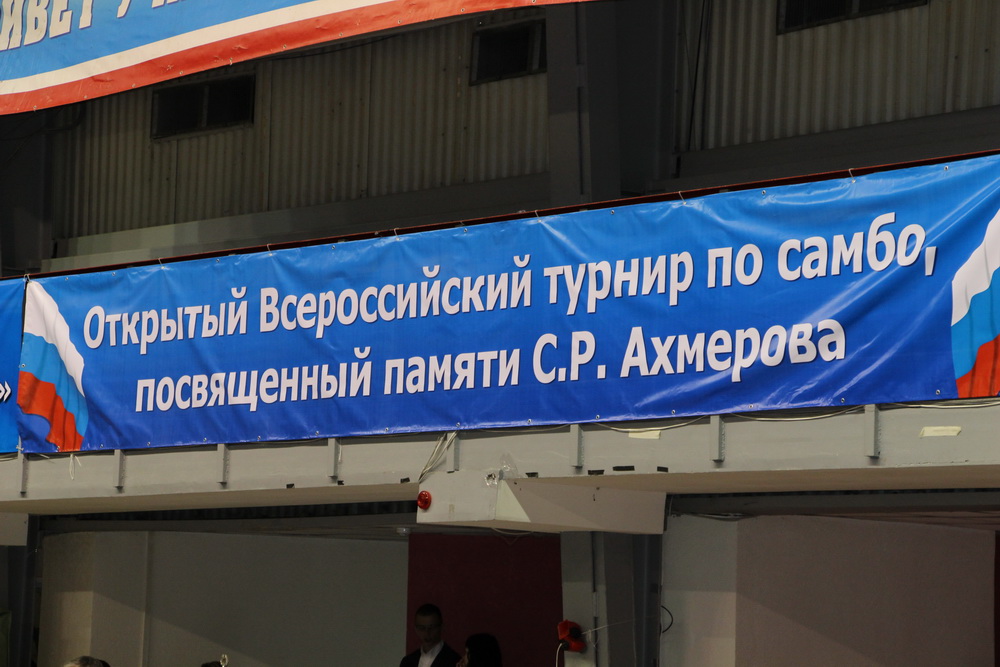 Открытый Всероссийский турнир по самбо,
посвященный памяти С.Р. Ахмерова
»